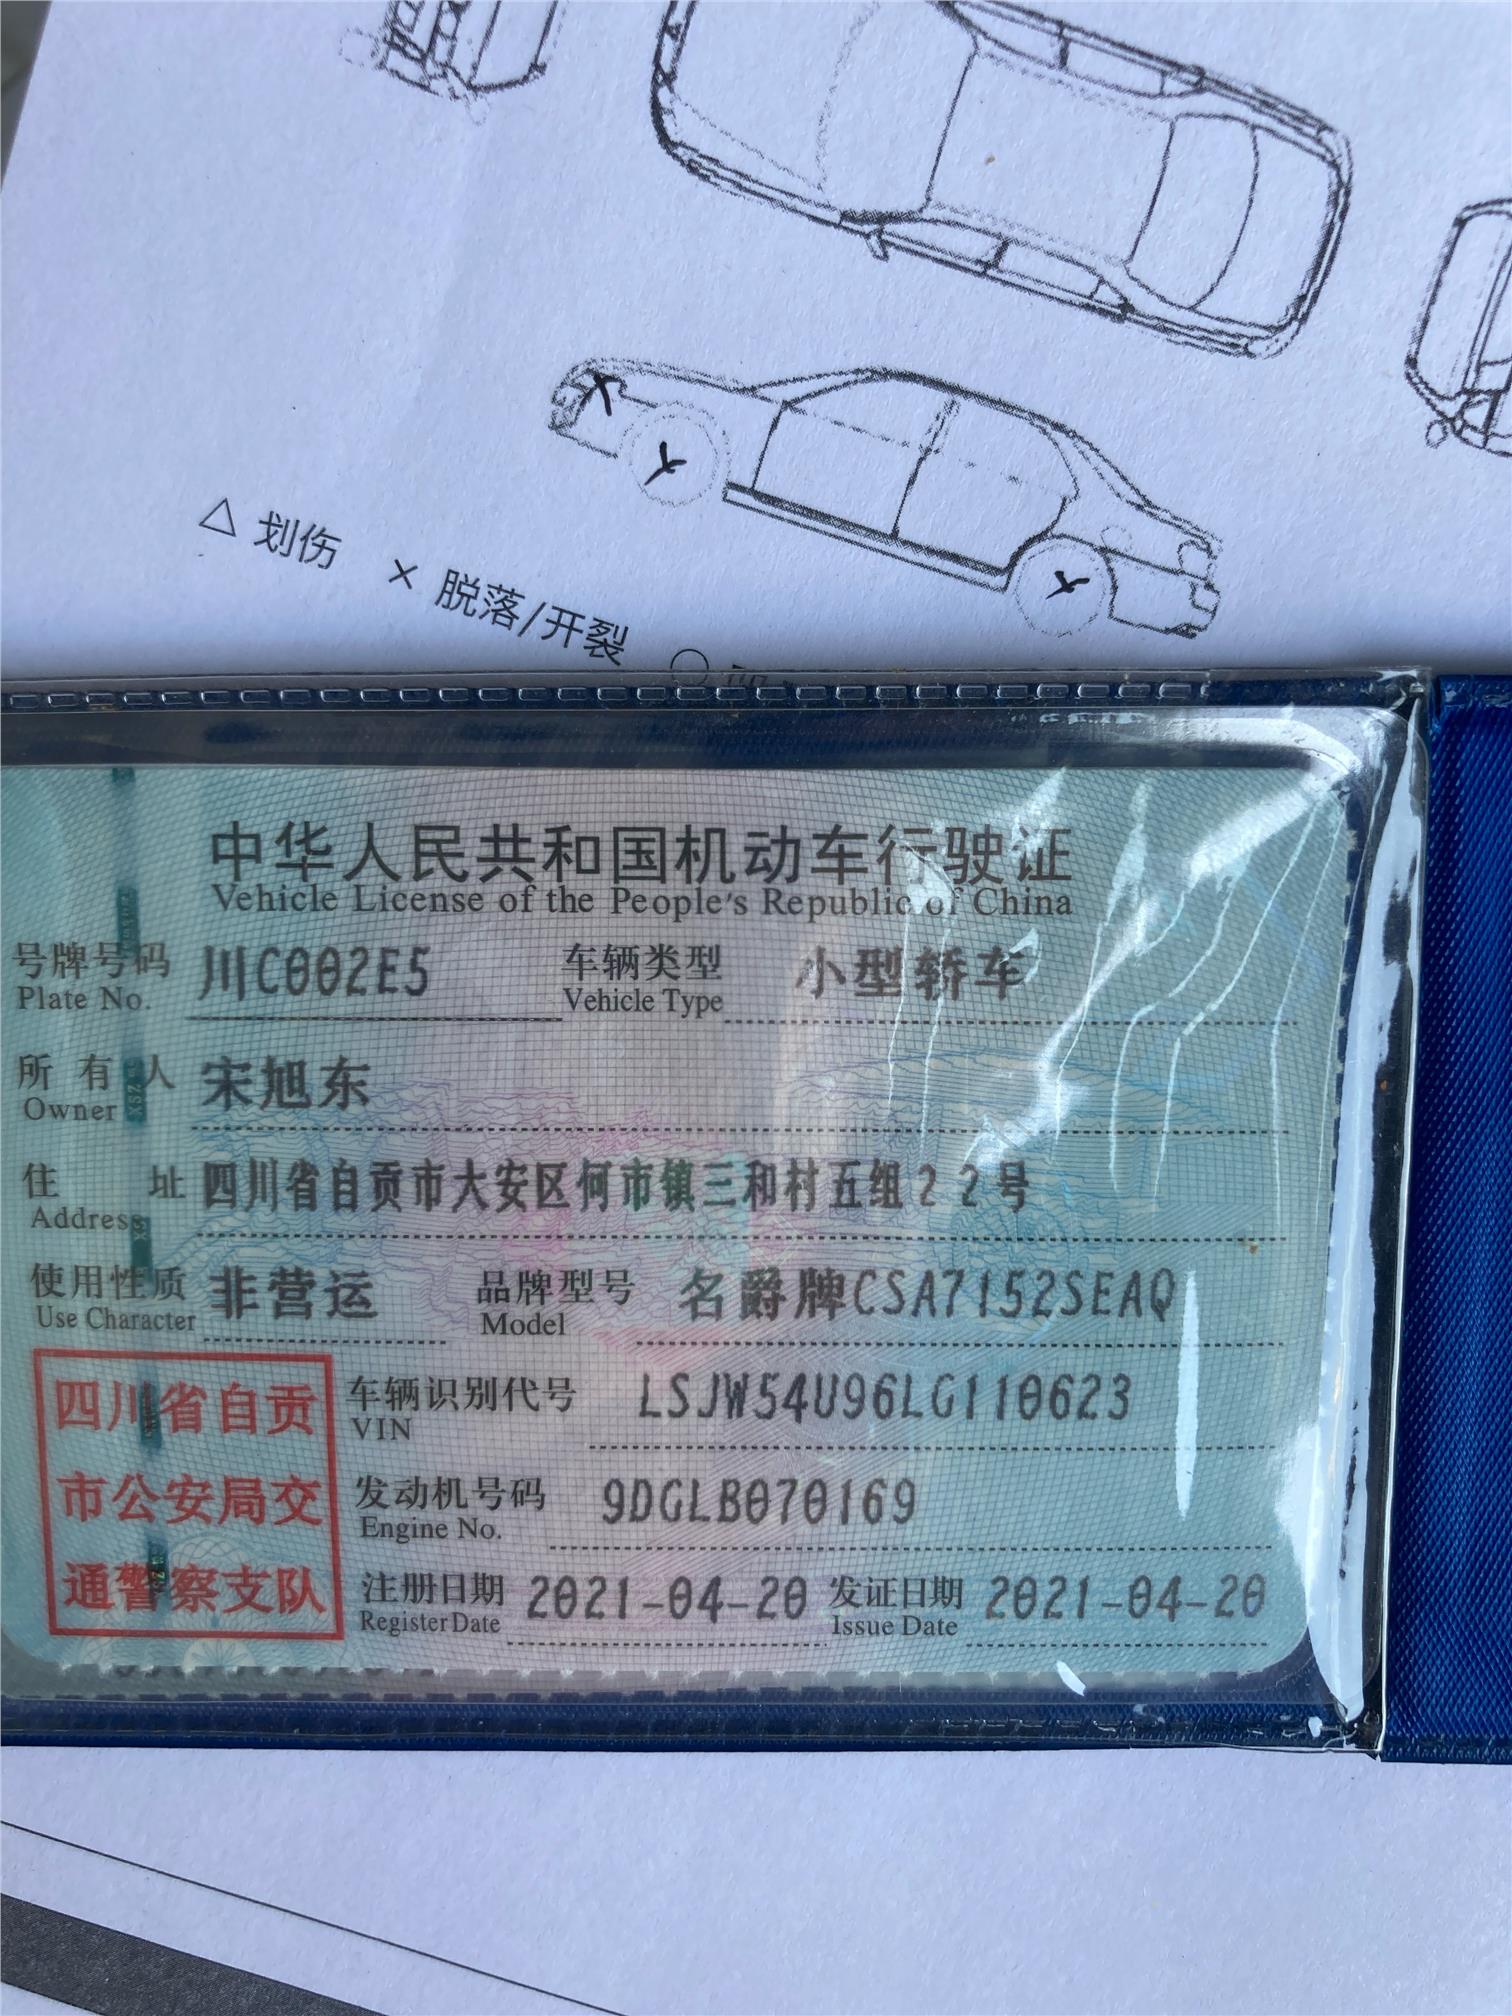 △ 划伤 × 脱落/开裂
中华人民共和国机动车行驶证
Vehicle License of the People's Republic of China
号牌号码 川C002E5 车辆类型 小型轿车
Plate No. Vehicle Type
所有人 宋旭东
Owner
住址 四川省自贡市大安区何市镇三和村五组22号
Address
使用性质 非营运 品牌型号 名爵牌CSA7152SEAQ
Use Character Model
四川省自贡 车辆识别代号 LSJW54U96LG110623
VIN
市公安局交 发动机号码 9DGLB070169
Engine No.
通警察支队 注册日期 2021-04-20 发证日期 2021-04-20
Register Date Issue Date